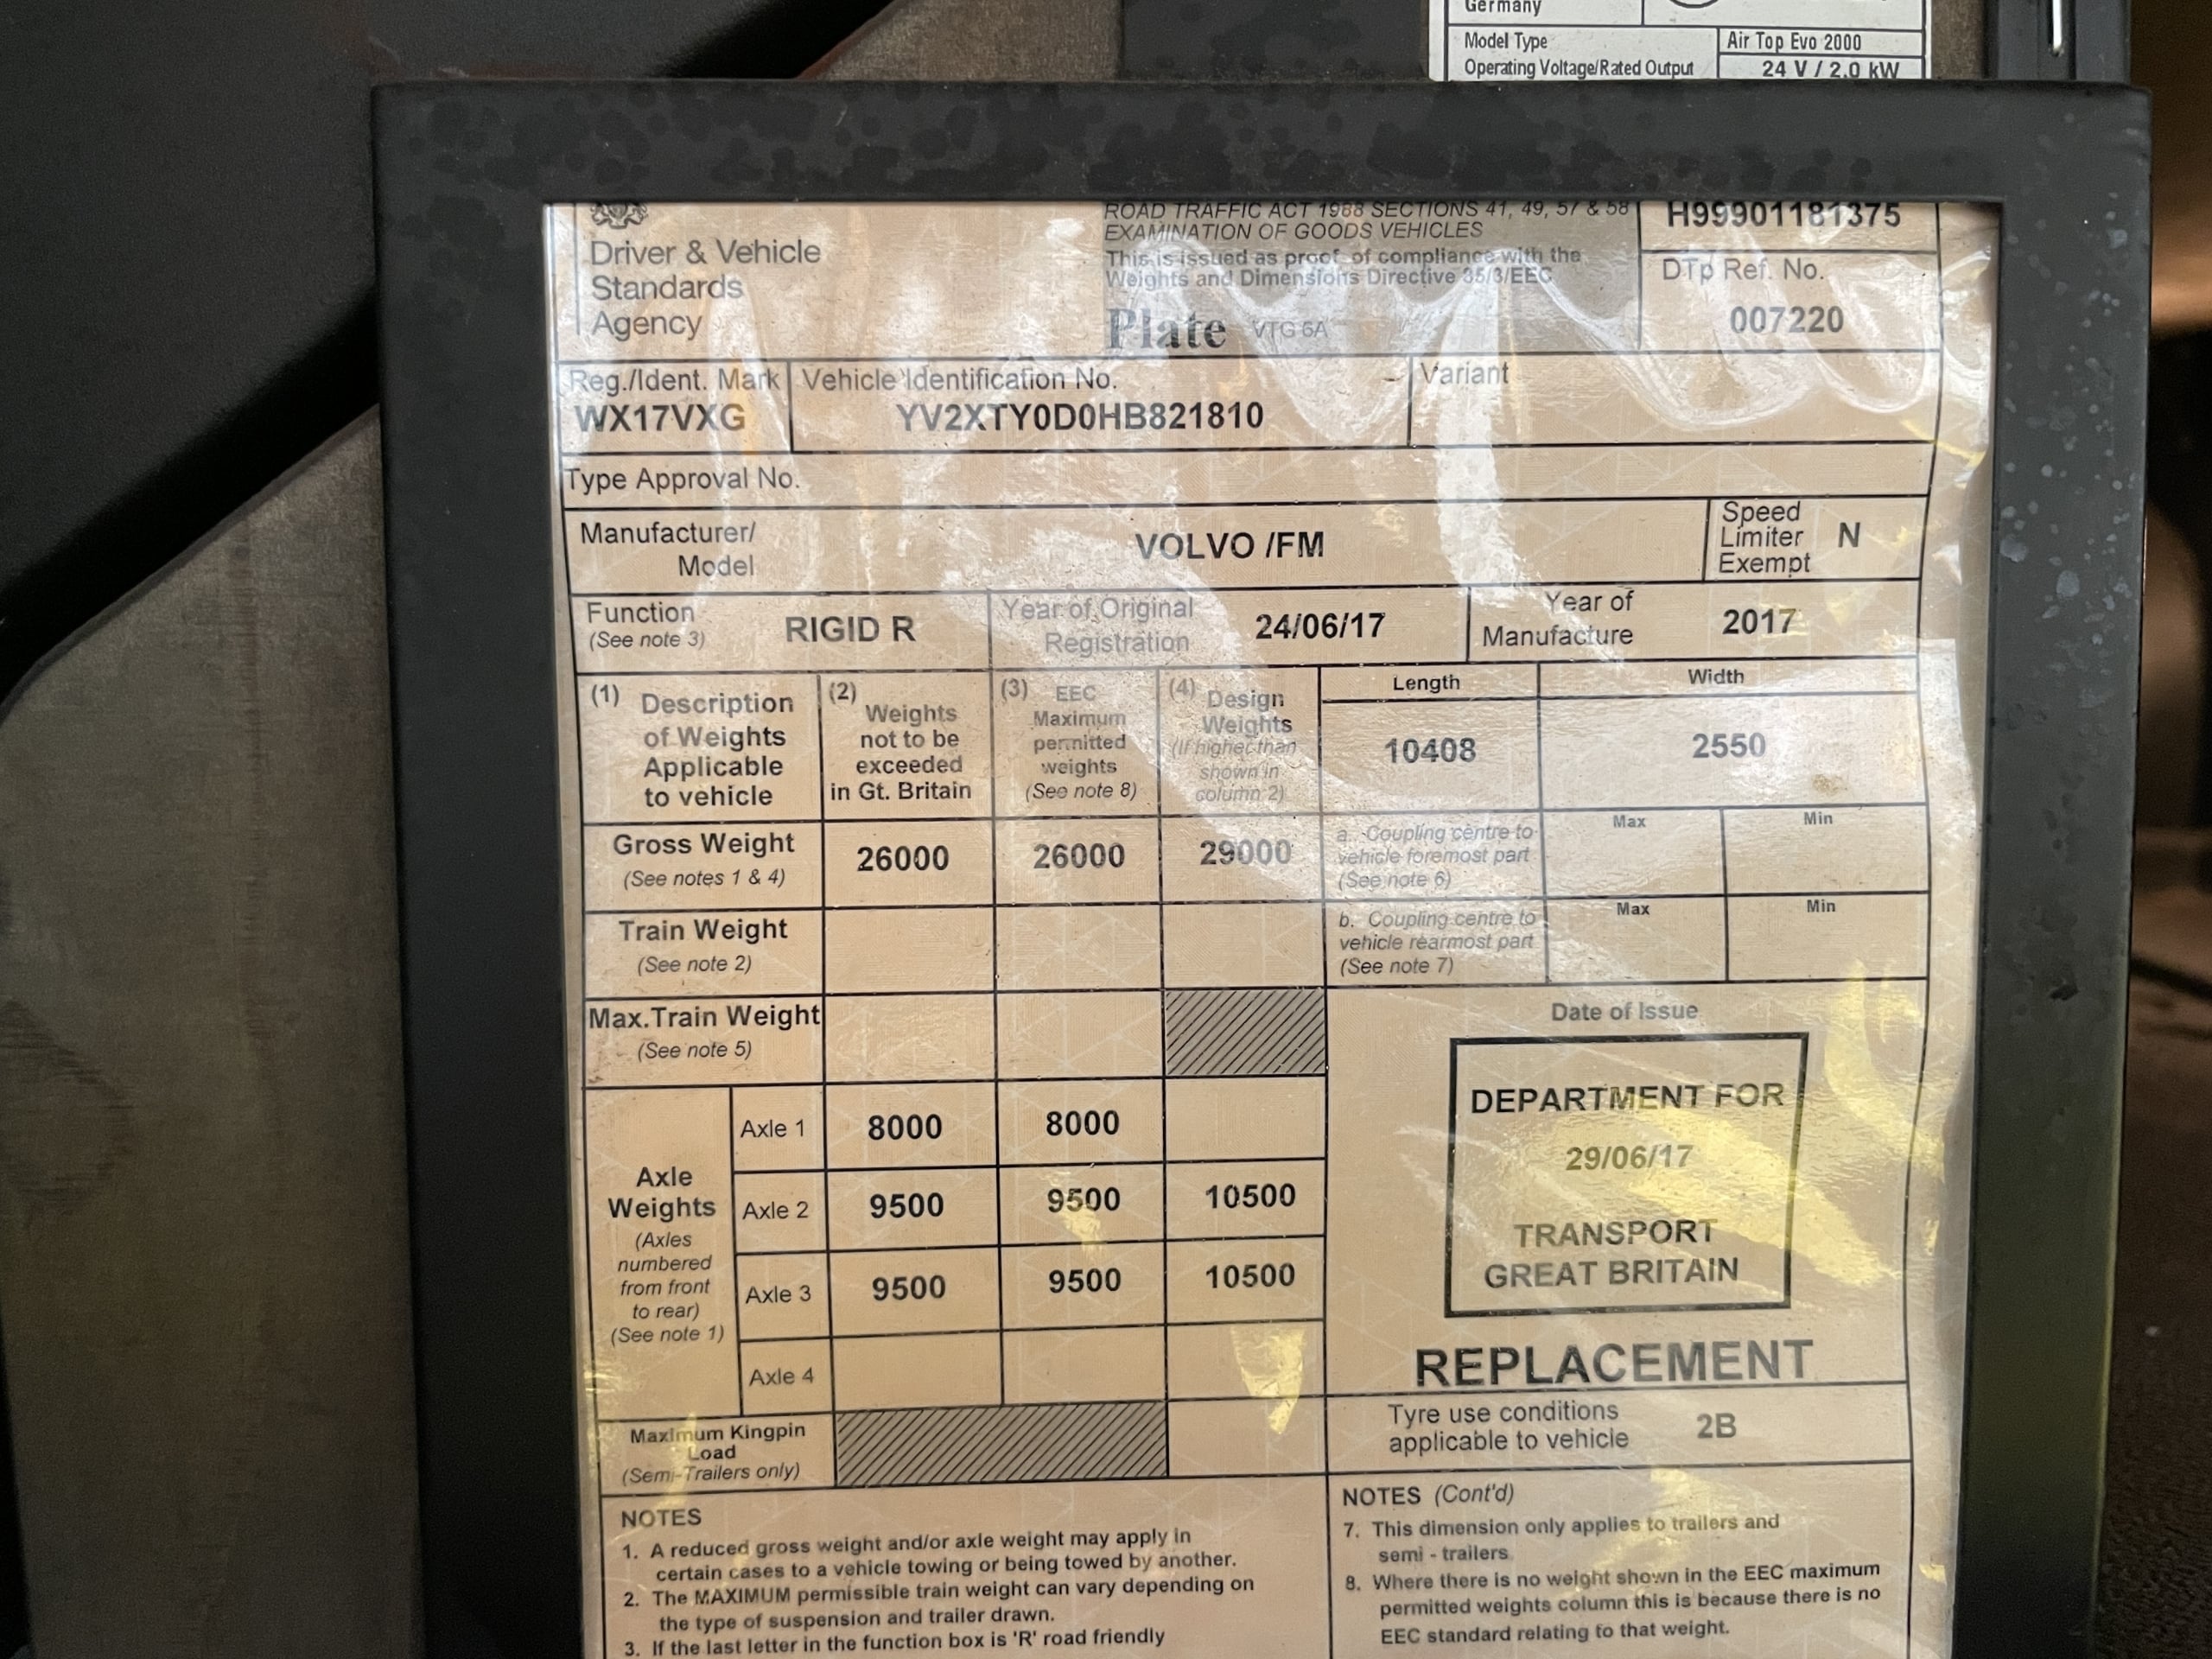 Germany
Model Type Air Top Evo 2000
Operating Voltage/Rated Output 24 V / 2.0 kW
Driver & Vehicle
Standards
Agency
ROAD TRAFFIC ACT 1988 SECTIONS 41, 49, 57 & 58
EXAMINATION OF GOODS VEHICLES
This is issued as proof of compliance with the
Weights and Dimensions Directive 85/3/EEC
Plate VTG 6A
H99901181375
DTp Ref. No.
007220
Reg./Ident. Mark
WX17VXG
Vehicle Identification No.
YV2XTY0D0HB821810
Variant
Type Approval No.
Manufacturer/
Model
VOLVO /FM
Speed
Limiter
Exempt
N
Function
(See note 3)
RIGID R
Year of Original
Registration
24/06/17
Year of
Manufacture
2017
(1) Description
of Weights
Applicable
to vehicle
(2) Weights
not to be
exceeded
in Gt. Britain
(3) EEC
Maximum
permitted
weights
(See note 8)
(4) Design
Weights
(If higher than
shown in
column 2)
Length
10408
Width
2550
Gross Weight
(See notes 1 & 4)
26000 26000 29000
a. Coupling centre to
vehicle foremost part
(See note 6)
Max Min
Train Weight
(See note 2)
b. Coupling centre to
vehicle rearmost part
(See note 7)
Max Min
Max.Train Weight
(See note 5)
Axle
Weights
(Axles
numbered
from front
to rear)
(See note 1)
Axle 1 8000 8000
Axle 2 9500 9500 10500
Axle 3 9500 9500 10500
Axle 4
Maximum Kingpin
Load
(Semi-Trailers only)
Date of Issue
DEPARTMENT FOR
29/06/17
TRANSPORT
GREAT BRITAIN
REPLACEMENT
Tyre use conditions
applicable to vehicle
2B
NOTES
1. A reduced gross weight and/or axle weight may apply in
certain cases to a vehicle towing or being towed by another.
2. The MAXIMUM permissible train weight can vary depending on
the type of suspension and trailer drawn.
3. If the last letter in the function box is 'R' road friendly
NOTES (Cont'd)
7. This dimension only applies to trailers and
semi - trailers
8. Where there is no weight shown in the EEC maximum
permitted weights column this is because there is no
EEC standard relating to that weight.